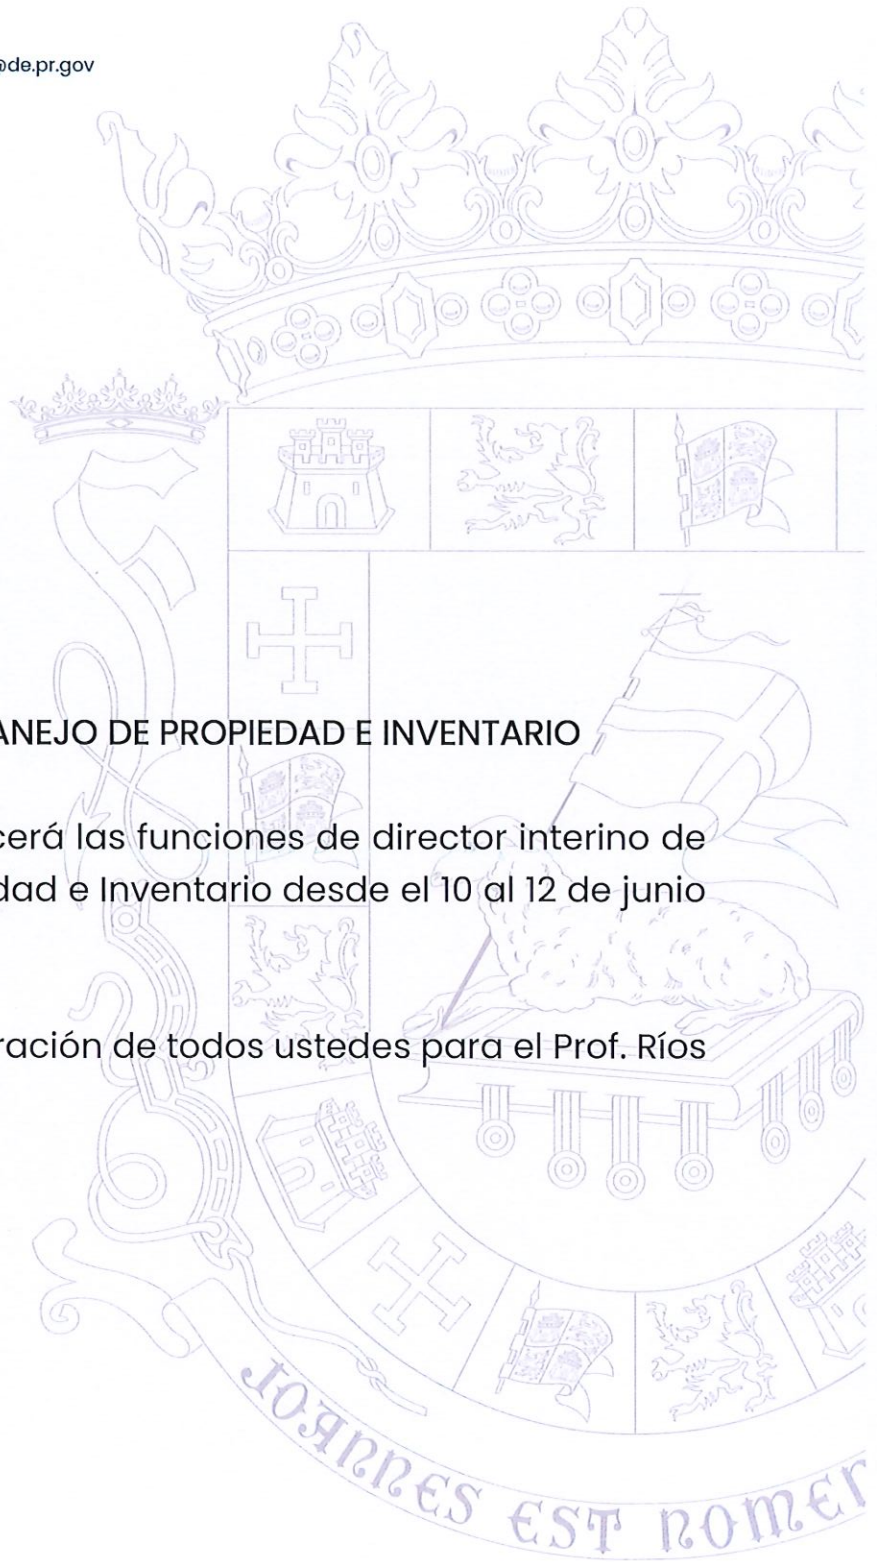 @de.pr.gov
ANEJO DE PROPIEDAD E INVENTARIO
cerá las funciones de director interino de
dad e Inventario desde el 10 al 12 de junio
ración de todos ustedes para el Prof. Ríos
JOANNES EST NOMEN